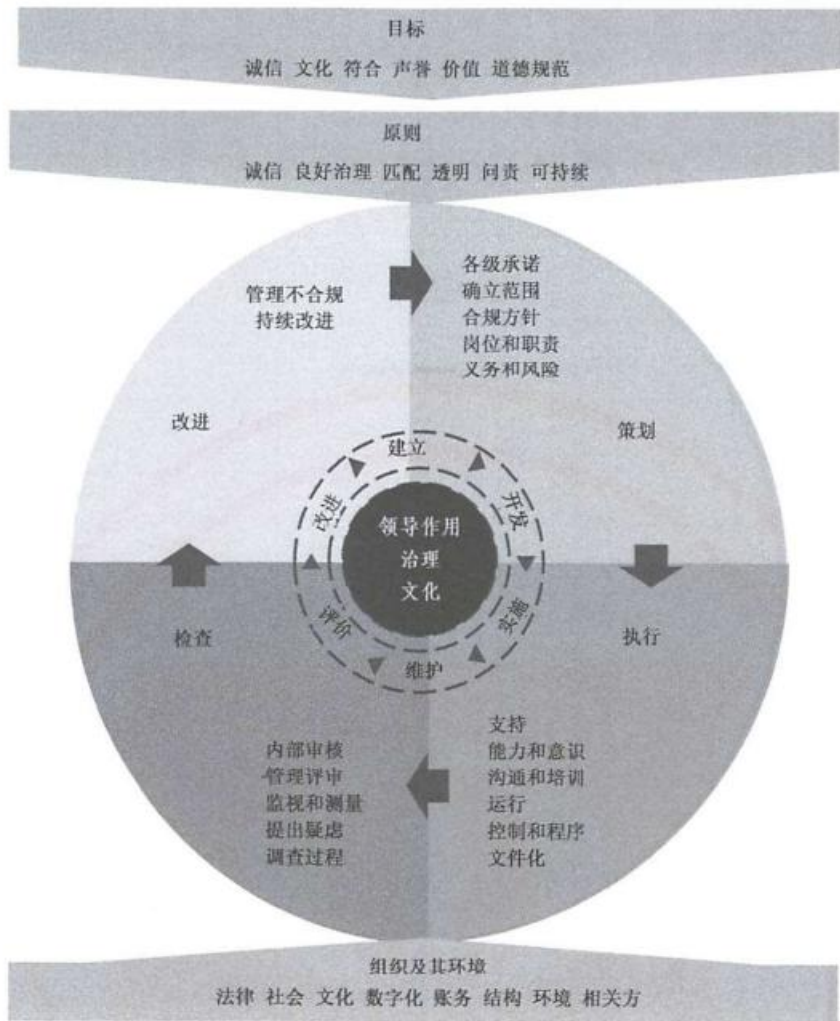 目标
诚信 文化 符合 声誉 价值 道德规范
原则
诚信 良好治理 匹配 透明 问责 可持续
管理不合规
持续改进
各级承诺
确立范围
合规方针
岗位和职责
义务和风险
改进
策划
建立
开发
实施
维护
评价
改进
领导作用
治理
文化
检查
执行
内部审核
管理评审
监视和测量
提出疑虑
调查过程
支持
能力和意识
沟通和培训
运行
控制和程序
文件化
组织及其环境
法律 社会 文化 数字化 账务 结构 环境 相关方